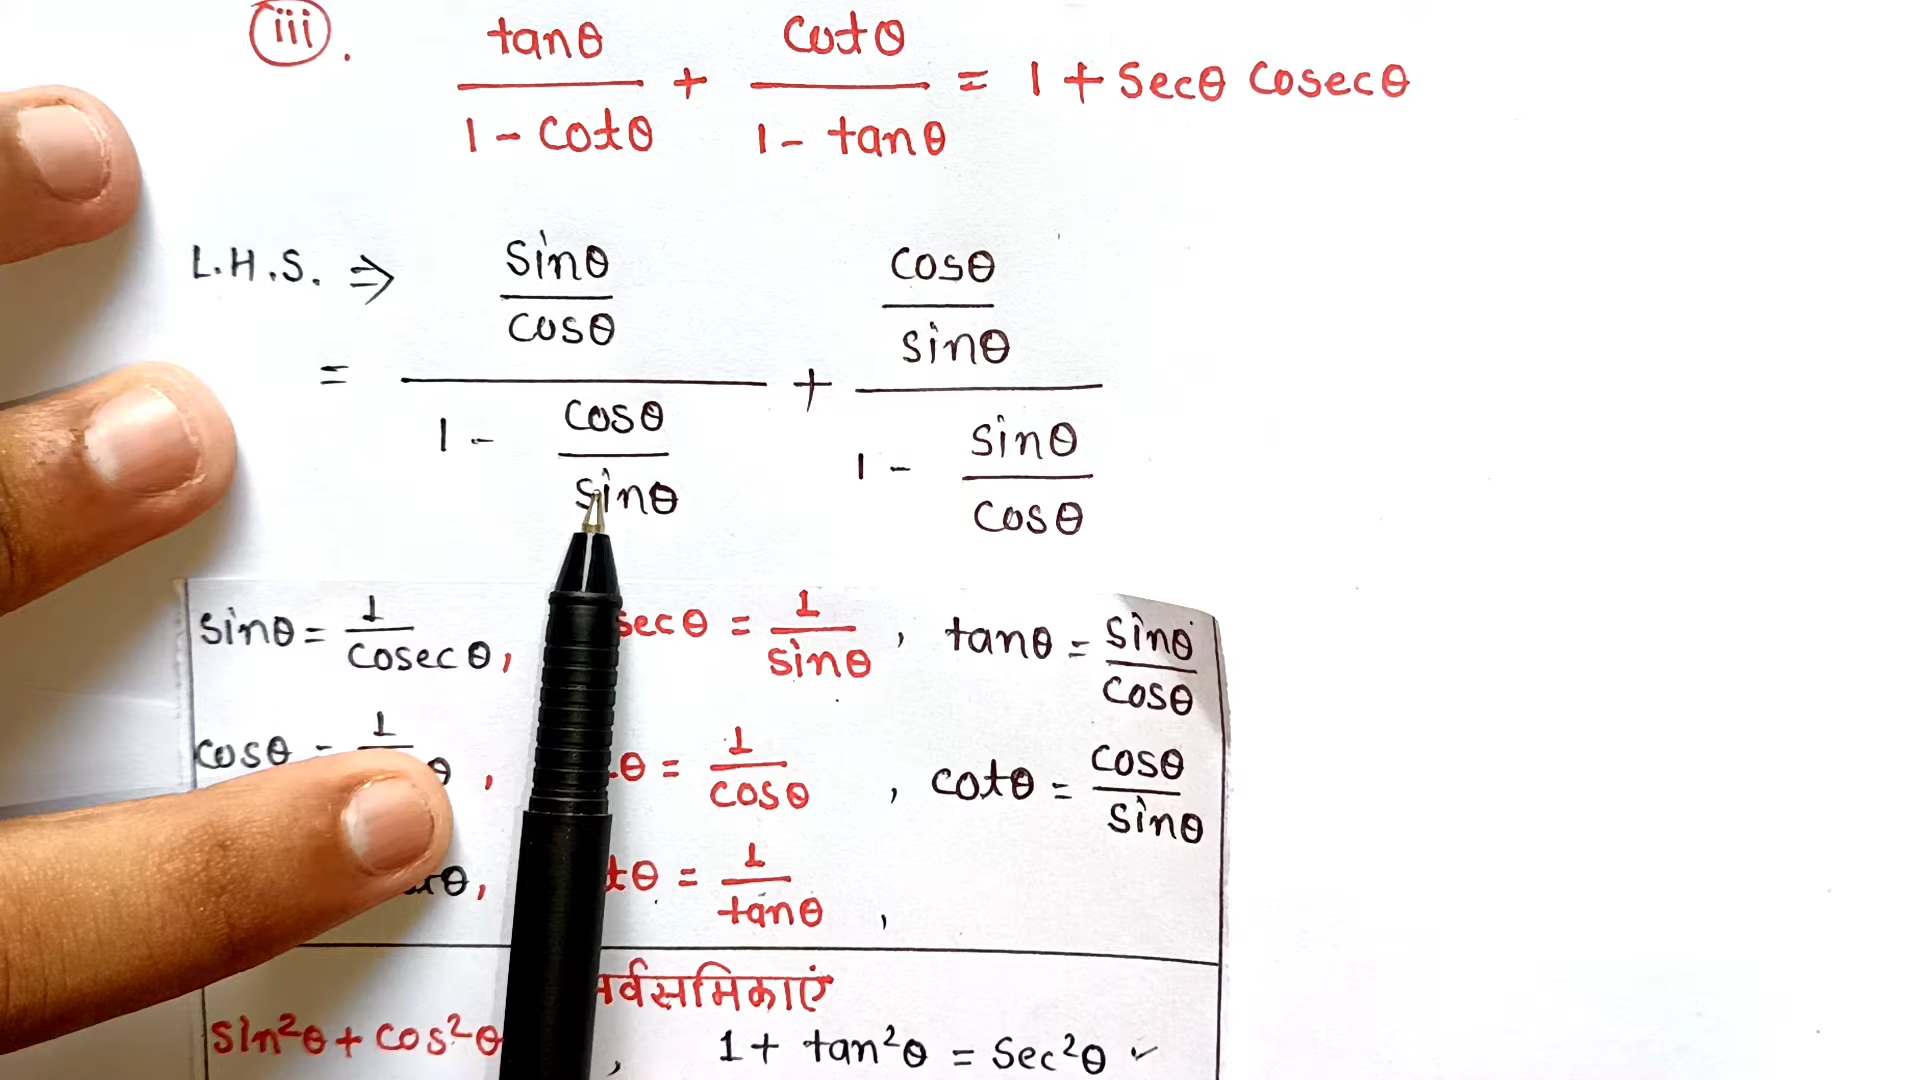 iii. tanθ/(1 - cotθ) + cotθ/(1 - tanθ) = 1 + secθ cosecθ
L.H.S. ⇒
= (sinθ/cosθ)/(1 - cosθ/sinθ) + (cosθ/sinθ)/(1 - sinθ/cosθ)
sinθ = 1/cosecθ, secθ = 1/sinθ, tanθ = sinθ/cosθ
cosθ = 1/ θ, θ = 1/cosθ, cotθ = cosθ/sinθ
θ, tθ = 1/tanθ,
र्वसमिकाएं
sin²θ + cos²θ , 1 + tan²θ = sec²θ ✓